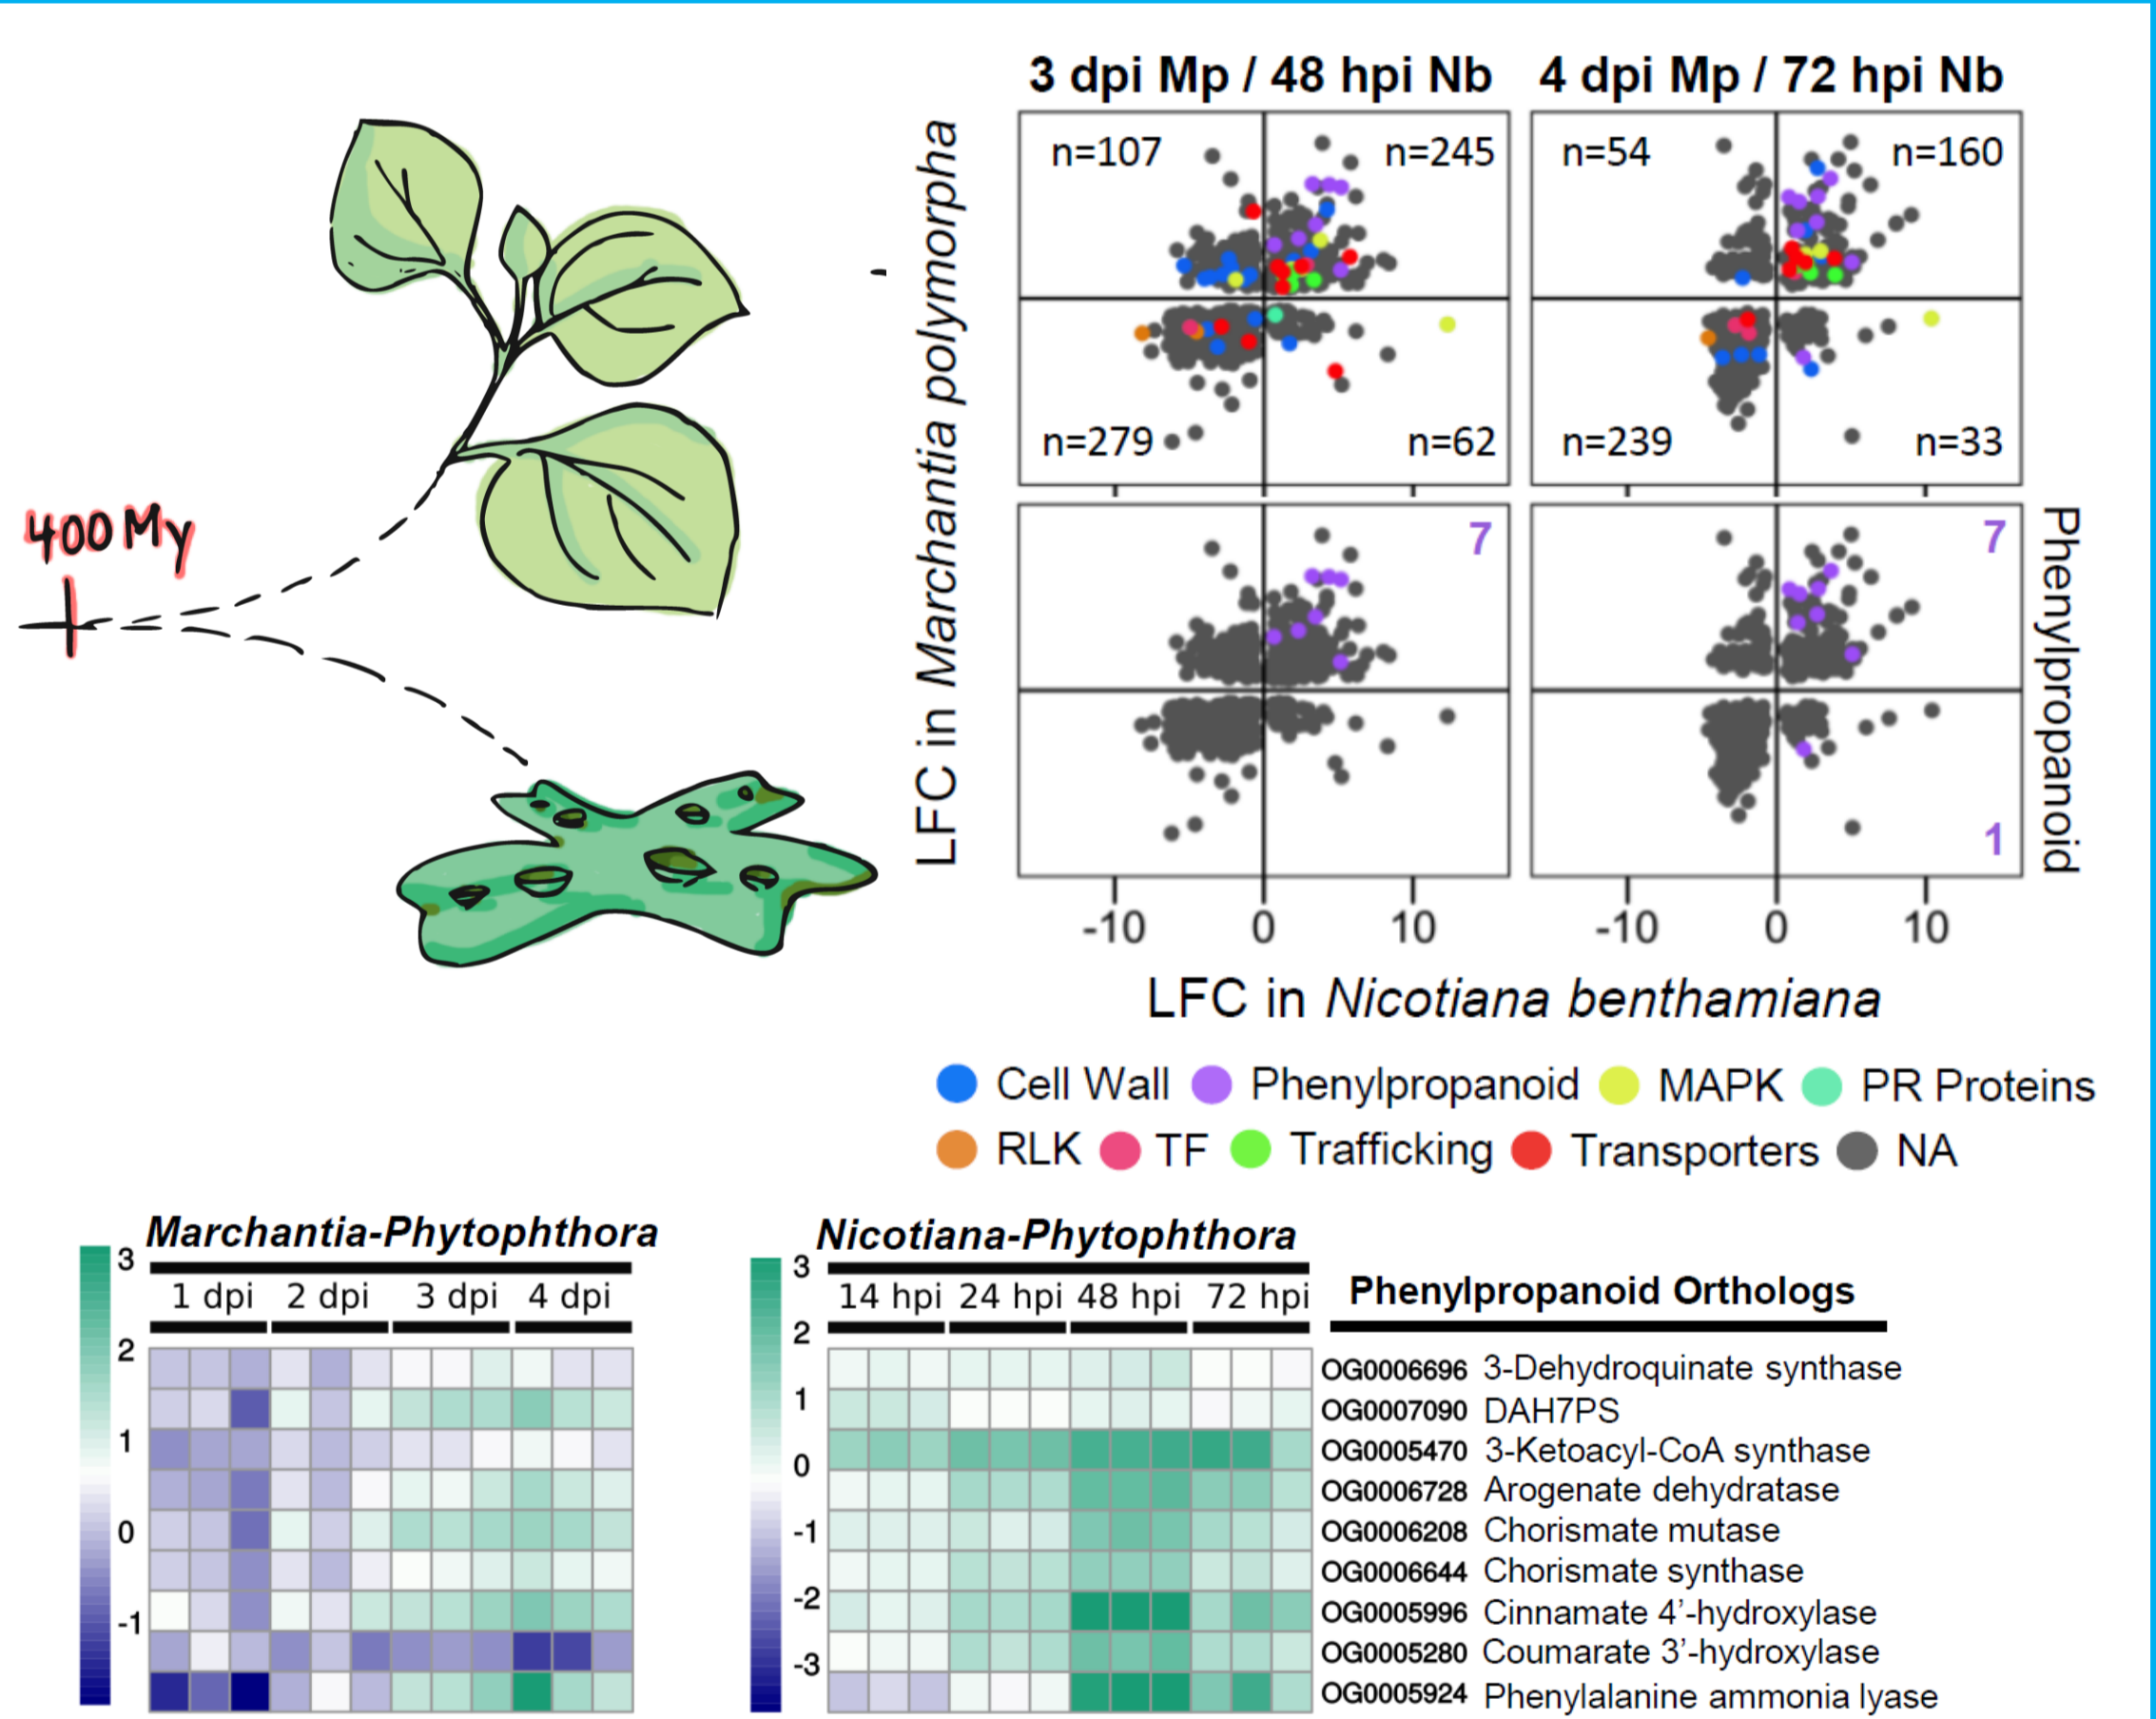 400 My
3 dpi Mp / 48 hpi Nb
4 dpi Mp / 72 hpi Nb
LFC in Marchantia polymorpha
n=107
n=245
n=54
n=160
n=279
n=62
n=239
n=33
7
7
1
Phenylpropanoid
-10 0 10
-10 0 10
LFC in Nicotiana benthamiana
Cell Wall Phenylpropanoid MAPK PR Proteins
RLK TF Trafficking Transporters NA
Marchantia-Phytophthora
1 dpi 2 dpi 3 dpi 4 dpi
3
2
1
0
-1
Nicotiana-Phytophthora
14 hpi 24 hpi 48 hpi 72 hpi
3
2
1
0
-1
-2
-3
Phenylpropanoid Orthologs
OG0006696 3-Dehydroquinate synthase
OG0007090 DAH7PS
OG0005470 3-Ketoacyl-CoA synthase
OG0006728 Arogenate dehydratase
OG0006208 Chorismate mutase
OG0006644 Chorismate synthase
OG0005996 Cinnamate 4’-hydroxylase
OG0005280 Coumarate 3’-hydroxylase
OG0005924 Phenylalanine ammonia lyase